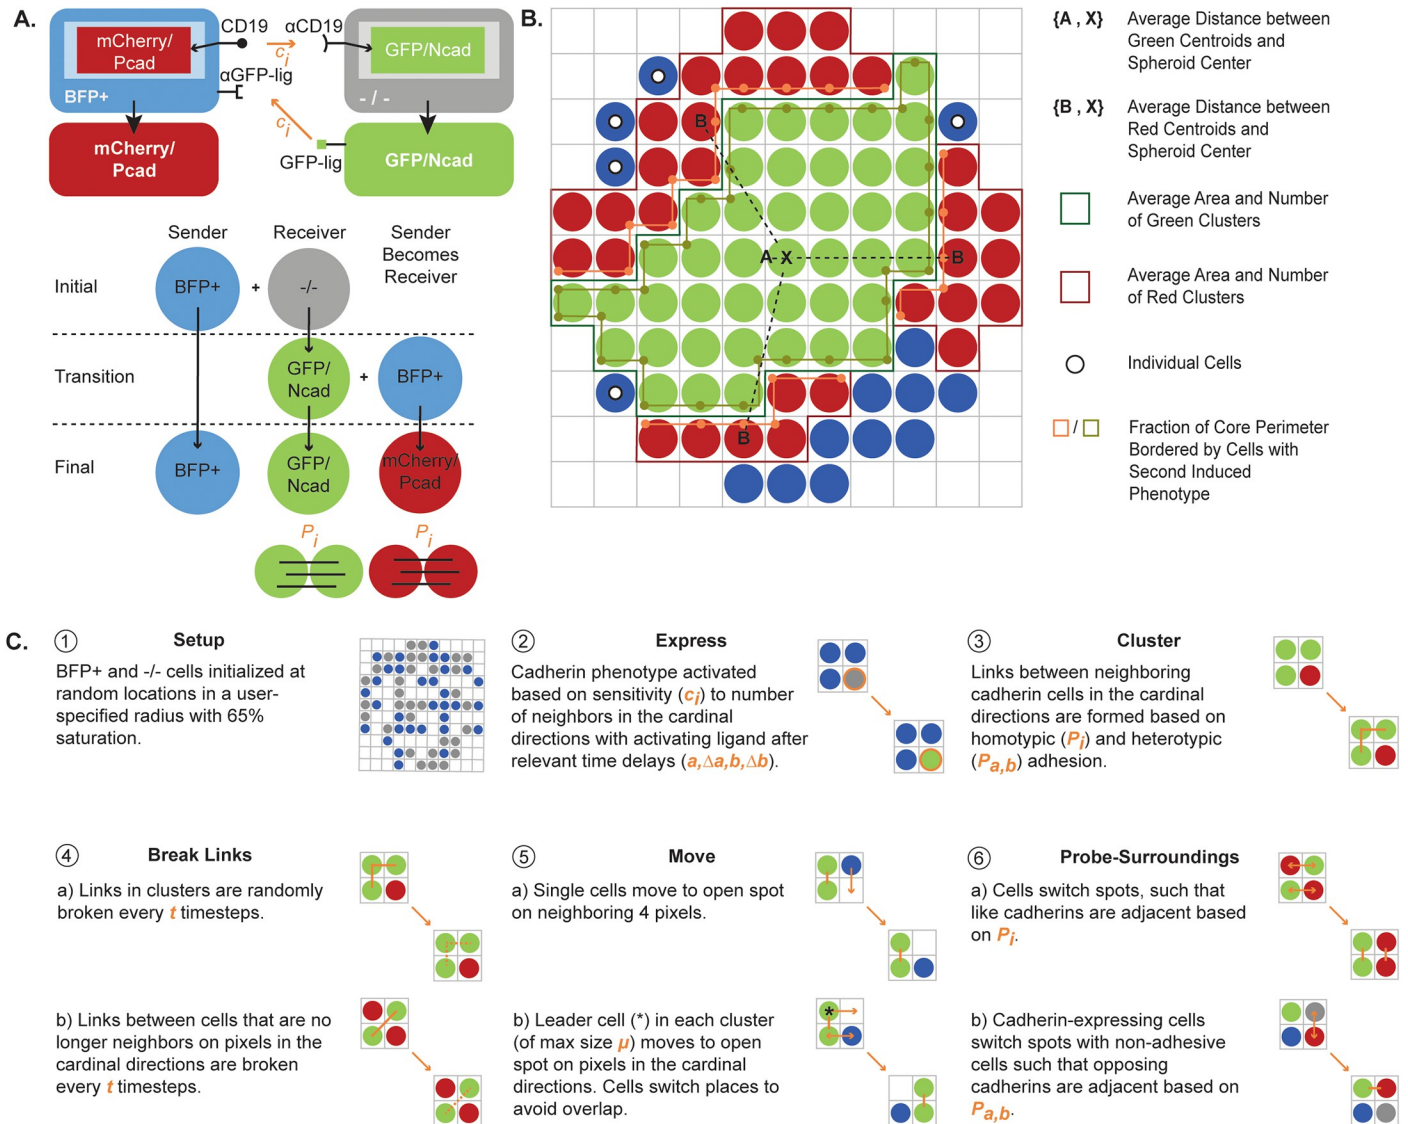 A.
CD19
αCD19
mCherry/
Pcad
ci
GFP/Ncad
αGFP-lig
BFP+
- / -
ci
mCherry/
Pcad
GFP-lig
GFP/Ncad
Sender
Receiver
Sender
Becomes
Receiver
Initial
BFP+
+
-/-
Transition
GFP/
Ncad
+
BFP+
Final
BFP+
GFP/
Ncad
mCherry/
Pcad
Pi
Pi
B.
B
A X
B
B
{A , X}
Average Distance between
Green Centroids and
Spheroid Center
{B , X}
Average Distance between
Red Centroids and
Spheroid Center
Average Area and Number
of Green Clusters
Average Area and Number
of Red Clusters
Individual Cells
/
Fraction of Core Perimeter
Bordered by Cells with
Second Induced
Phenotype
C.
1
Setup
BFP+ and -/- cells initialized at
random locations in a user-
specified radius with 65%
saturation.
2
Express
Cadherin phenotype activated
based on sensitivity (ci) to number
of neighbors in the cardinal
directions with activating ligand after
relevant time delays (a,Δa,b,Δb).
3
Cluster
Links between neighboring
cadherin cells in the cardinal
directions are formed based on
homotypic (Pi) and heterotypic
(Pa,b) adhesion.
4
Break Links
a) Links in clusters are randomly
broken every t timesteps.
b) Links between cells that are no
longer neighbors on pixels in the
cardinal directions are broken
every t timesteps.
5
Move
a) Single cells move to open spot
on neighboring 4 pixels.
b) Leader cell (*) in each cluster
(of max size μ) moves to open
spot on pixels in the cardinal
directions. Cells switch places to
avoid overlap.
*
6
Probe-Surroundings
a) Cells switch spots, such that
like cadherins are adjacent based
on Pi.
b) Cadherin-expressing cells
switch spots with non-adhesive
cells such that opposing
cadherins are adjacent based on
Pa,b.